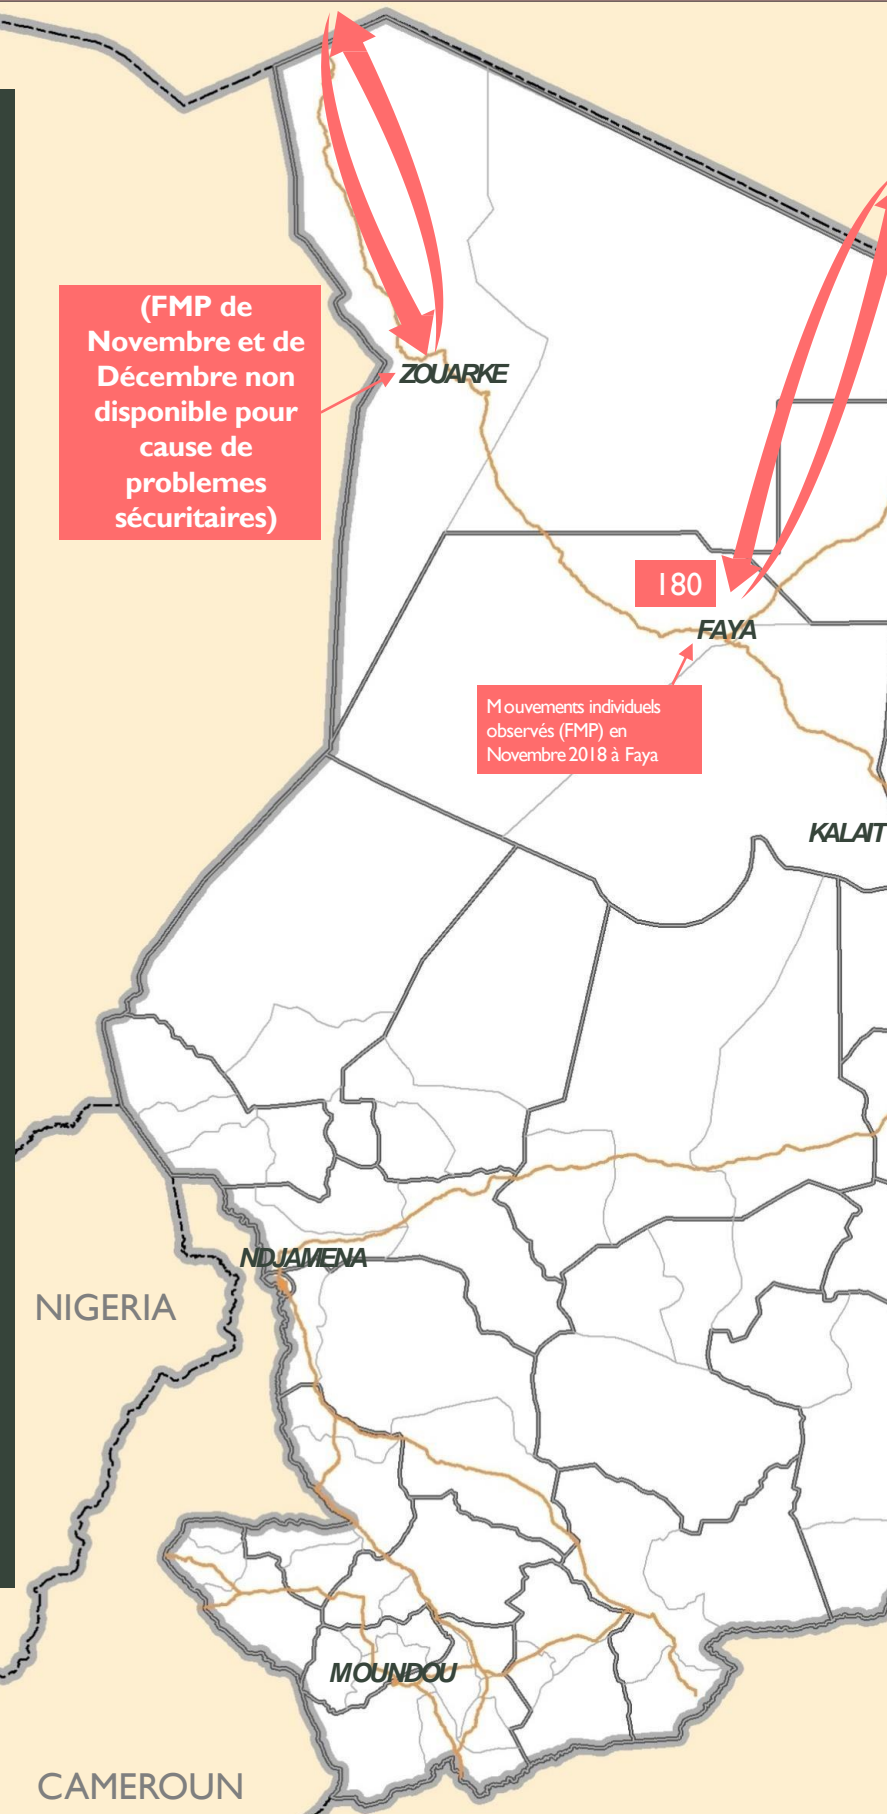 (FMP de
Novembre et de
Décembre non
disponible pour
cause de
problemes
sécuritaires)
ZOUARKE
180
FAYA
Mouvements individuels
observés (FMP) en
Novembre 2018 à Faya
KALAIT
NDJAMENA
NIGERIA
MOUNDOU
CAMEROUN